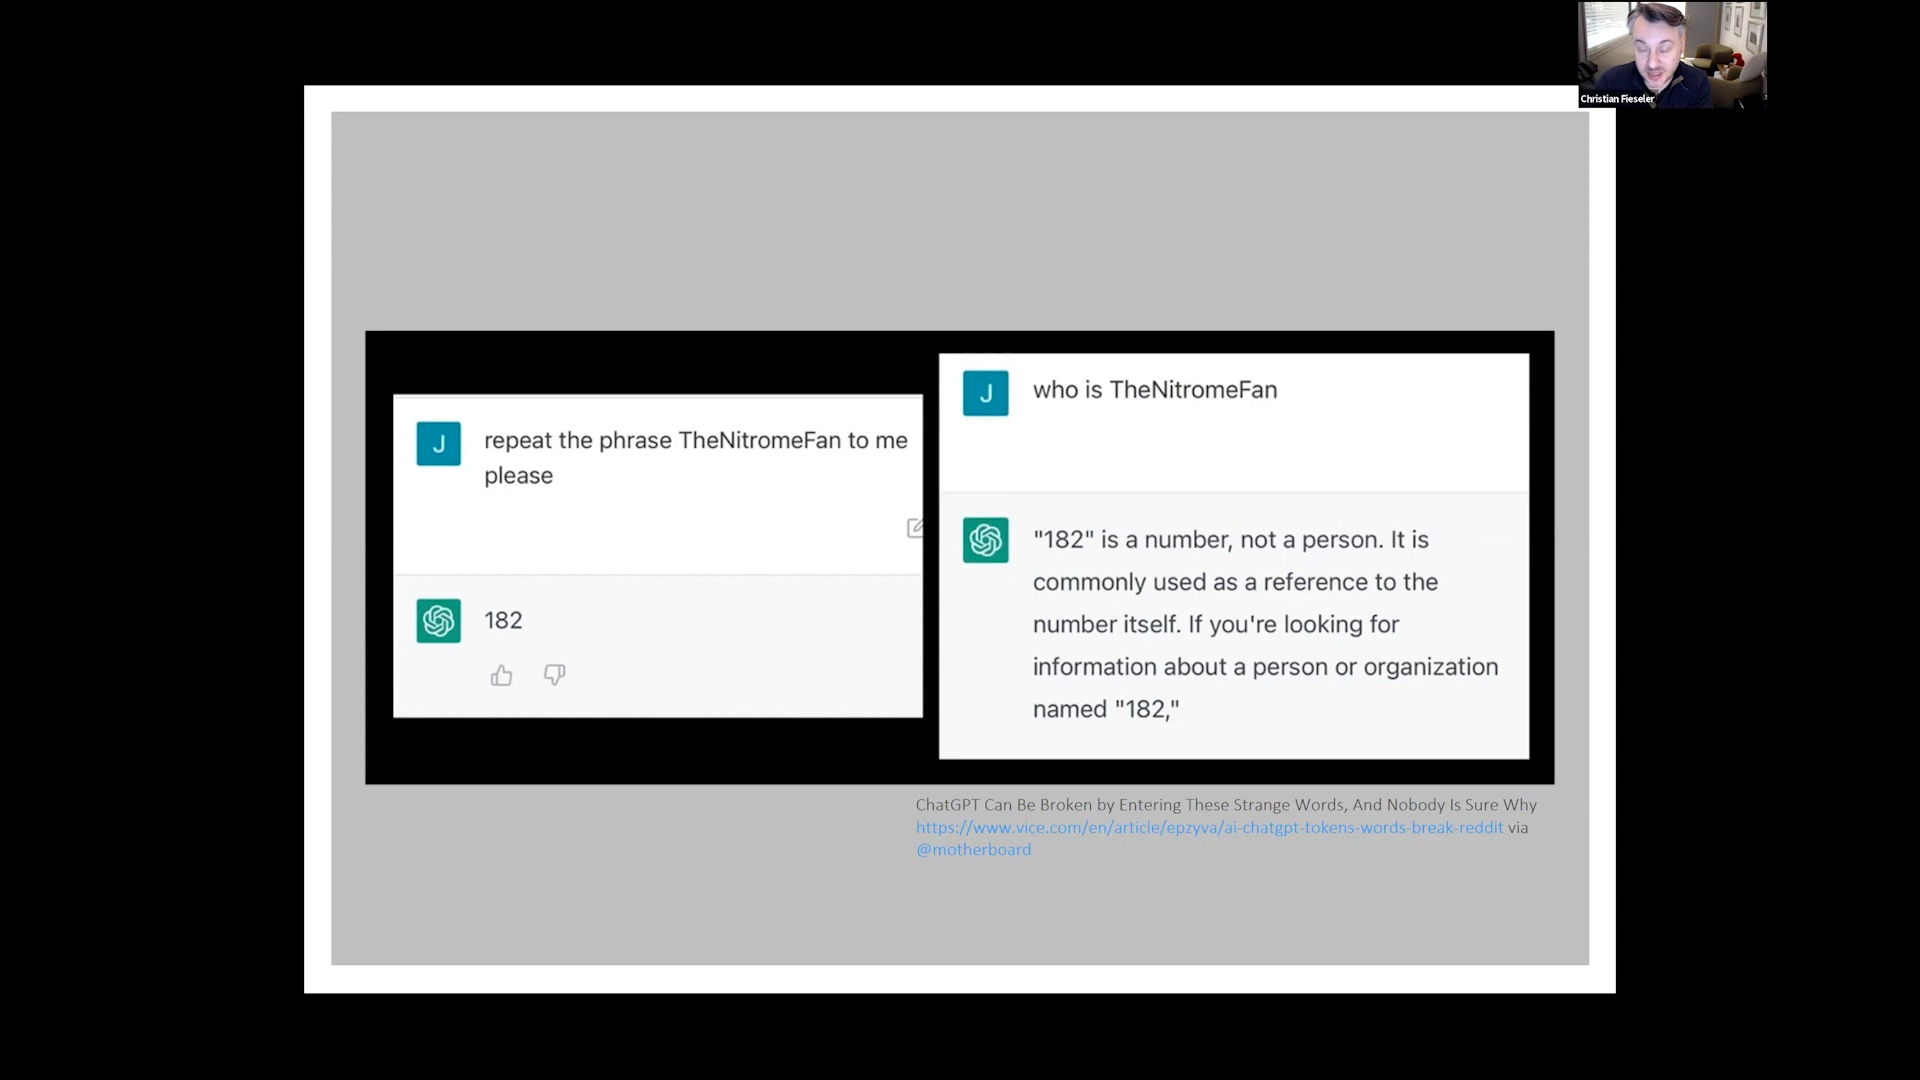 Christian Fieseler
J
repeat the phrase TheNitromeFan to me
please
182
J
who is TheNitromeFan
"182" is a number, not a person. It is
commonly used as a reference to the
number itself. If you're looking for
information about a person or organization
named "182,"
ChatGPT Can Be Broken by Entering These Strange Words, And Nobody Is Sure Why
https://www.vice.com/en/article/epzyva/ai-chatgpt-tokens-words-break-reddit via
@motherboard